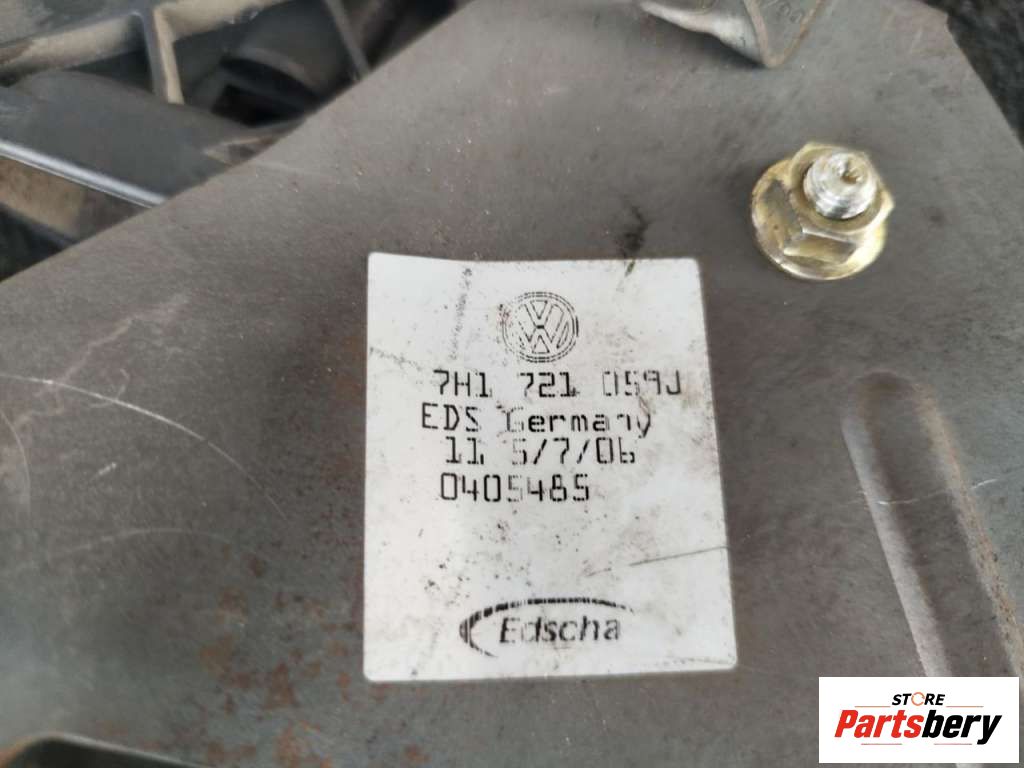 7H1 721 059J
EDS Germany
11 5/7/06
0405485
Edscha
STORE
Partsbery